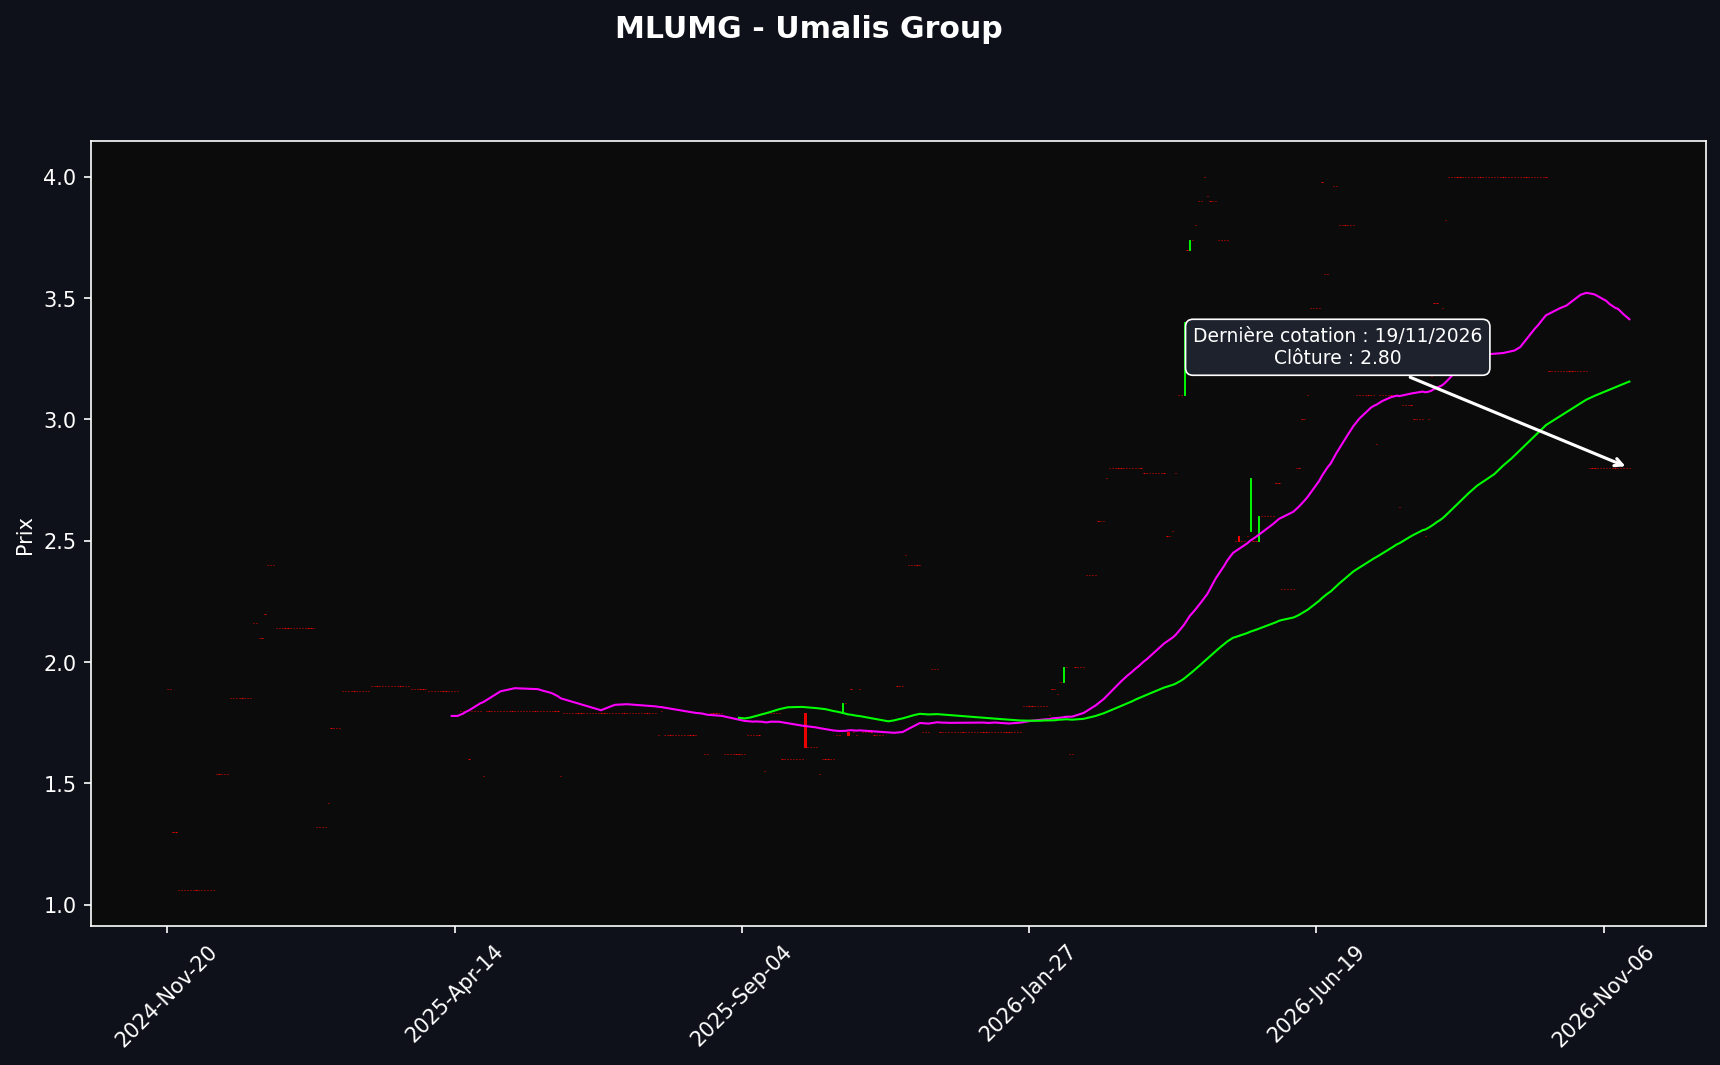 MLUMG - Umalis Group
4.0
3.5
3.0
2.5
2.0
1.5
1.0
Prix
Dernière cotation : 19/11/2026
Clôture : 2.80
2024-Nov-20
2025-Apr-14
2025-Sep-04
2026-Jan-27
2026-Jun-19
2026-Nov-06